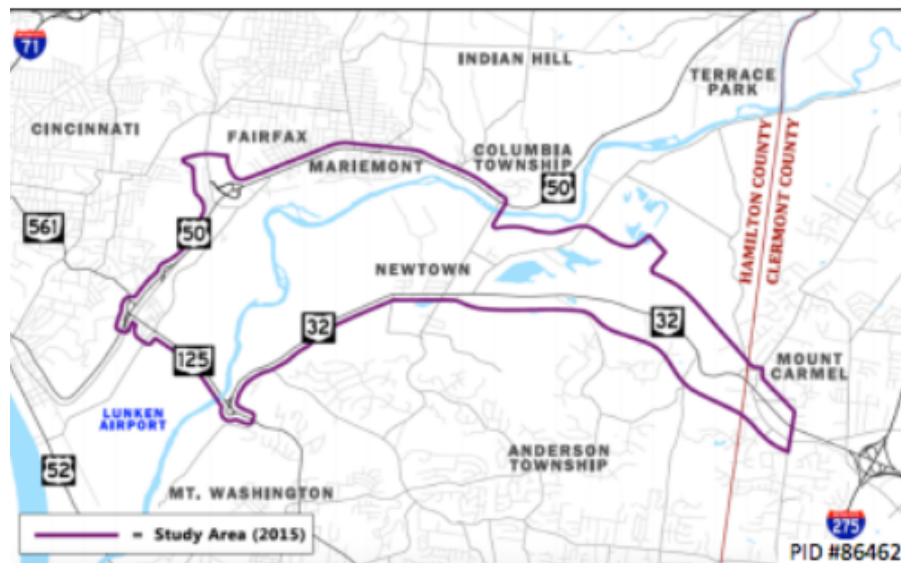 71
INDIAN HILL
TERRACE
PARK
CINCINNATI
FAIRFAX
COLUMBIA
TOWNSHIP
MARIEMONT
50
561
50
HAMILTON COUNTY
CLERMONT COUNTY
NEWTOWN
32
32
125
MOUNT
CARMEL
LUNKEN
AIRPORT
ANDERSON
TOWNSHIP
52
MT. WASHINGTON
= Study Area (2015)
275
PID #86462